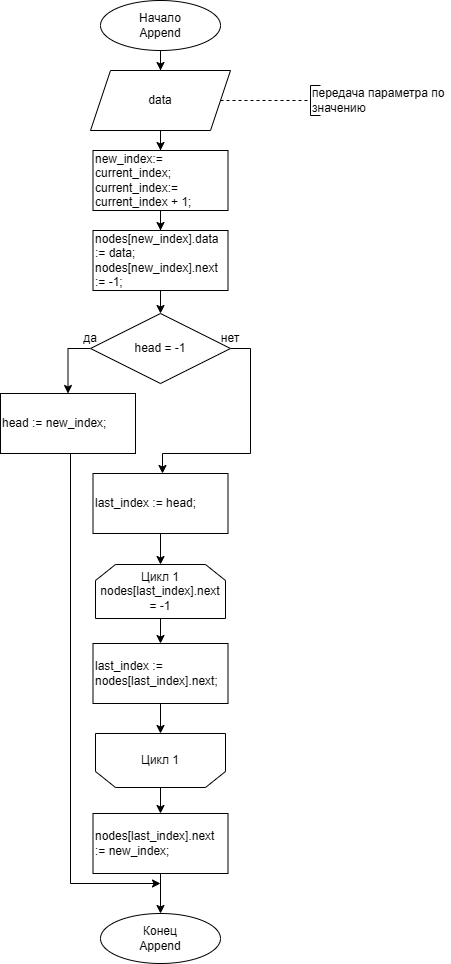 Начало
Append
data
передача параметра по
значению
new_index:=
current_index;
current_index:=
current_index + 1;
nodes[new_index].data
:= data;
nodes[new_index].next
:= -1;
да
нет
head = -1
head := new_index;
last_index := head;
Цикл 1
nodes[last_index].next
= -1
last_index :=
nodes[last_index].next;
Цикл 1
nodes[last_index].next
:= new_index;
Конец
Append